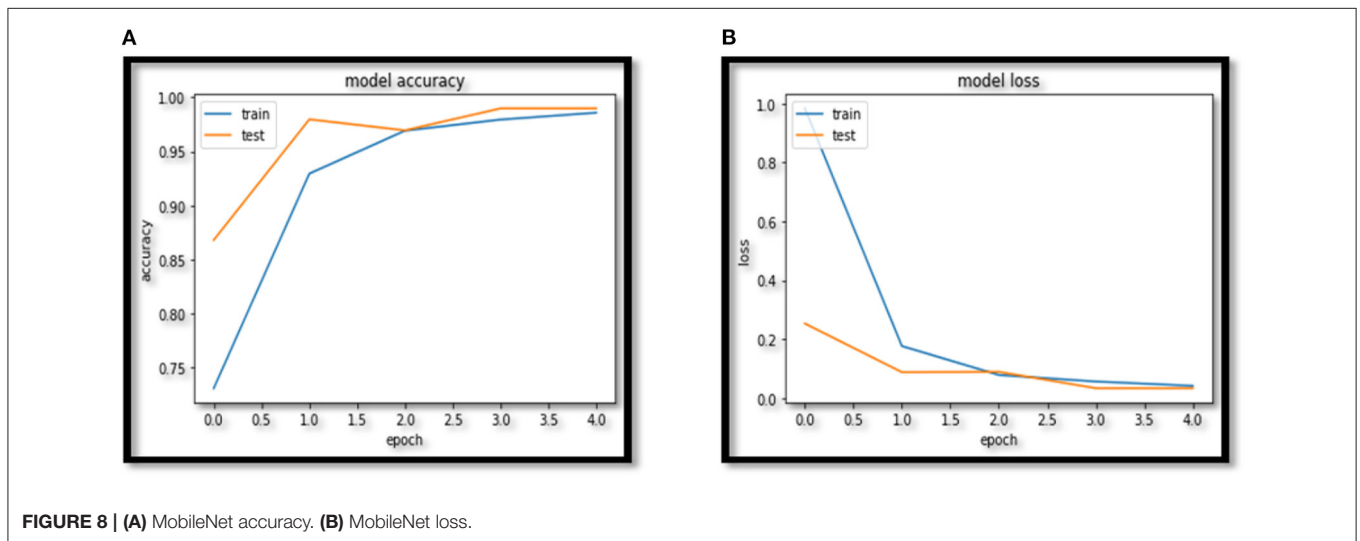 A
model accuracy
train
test
1.00
0.95
0.90
0.85
0.80
0.75
accuracy
0.0 0.5 1.0 1.5 2.0 2.5 3.0 3.5 4.0
epoch
B
model loss
train
test
1.0
0.8
0.6
0.4
0.2
0.0
loss
0.0 0.5 1.0 1.5 2.0 2.5 3.0 3.5 4.0
epoch
FIGURE 8 | (A) MobileNet accuracy. (B) MobileNet loss.